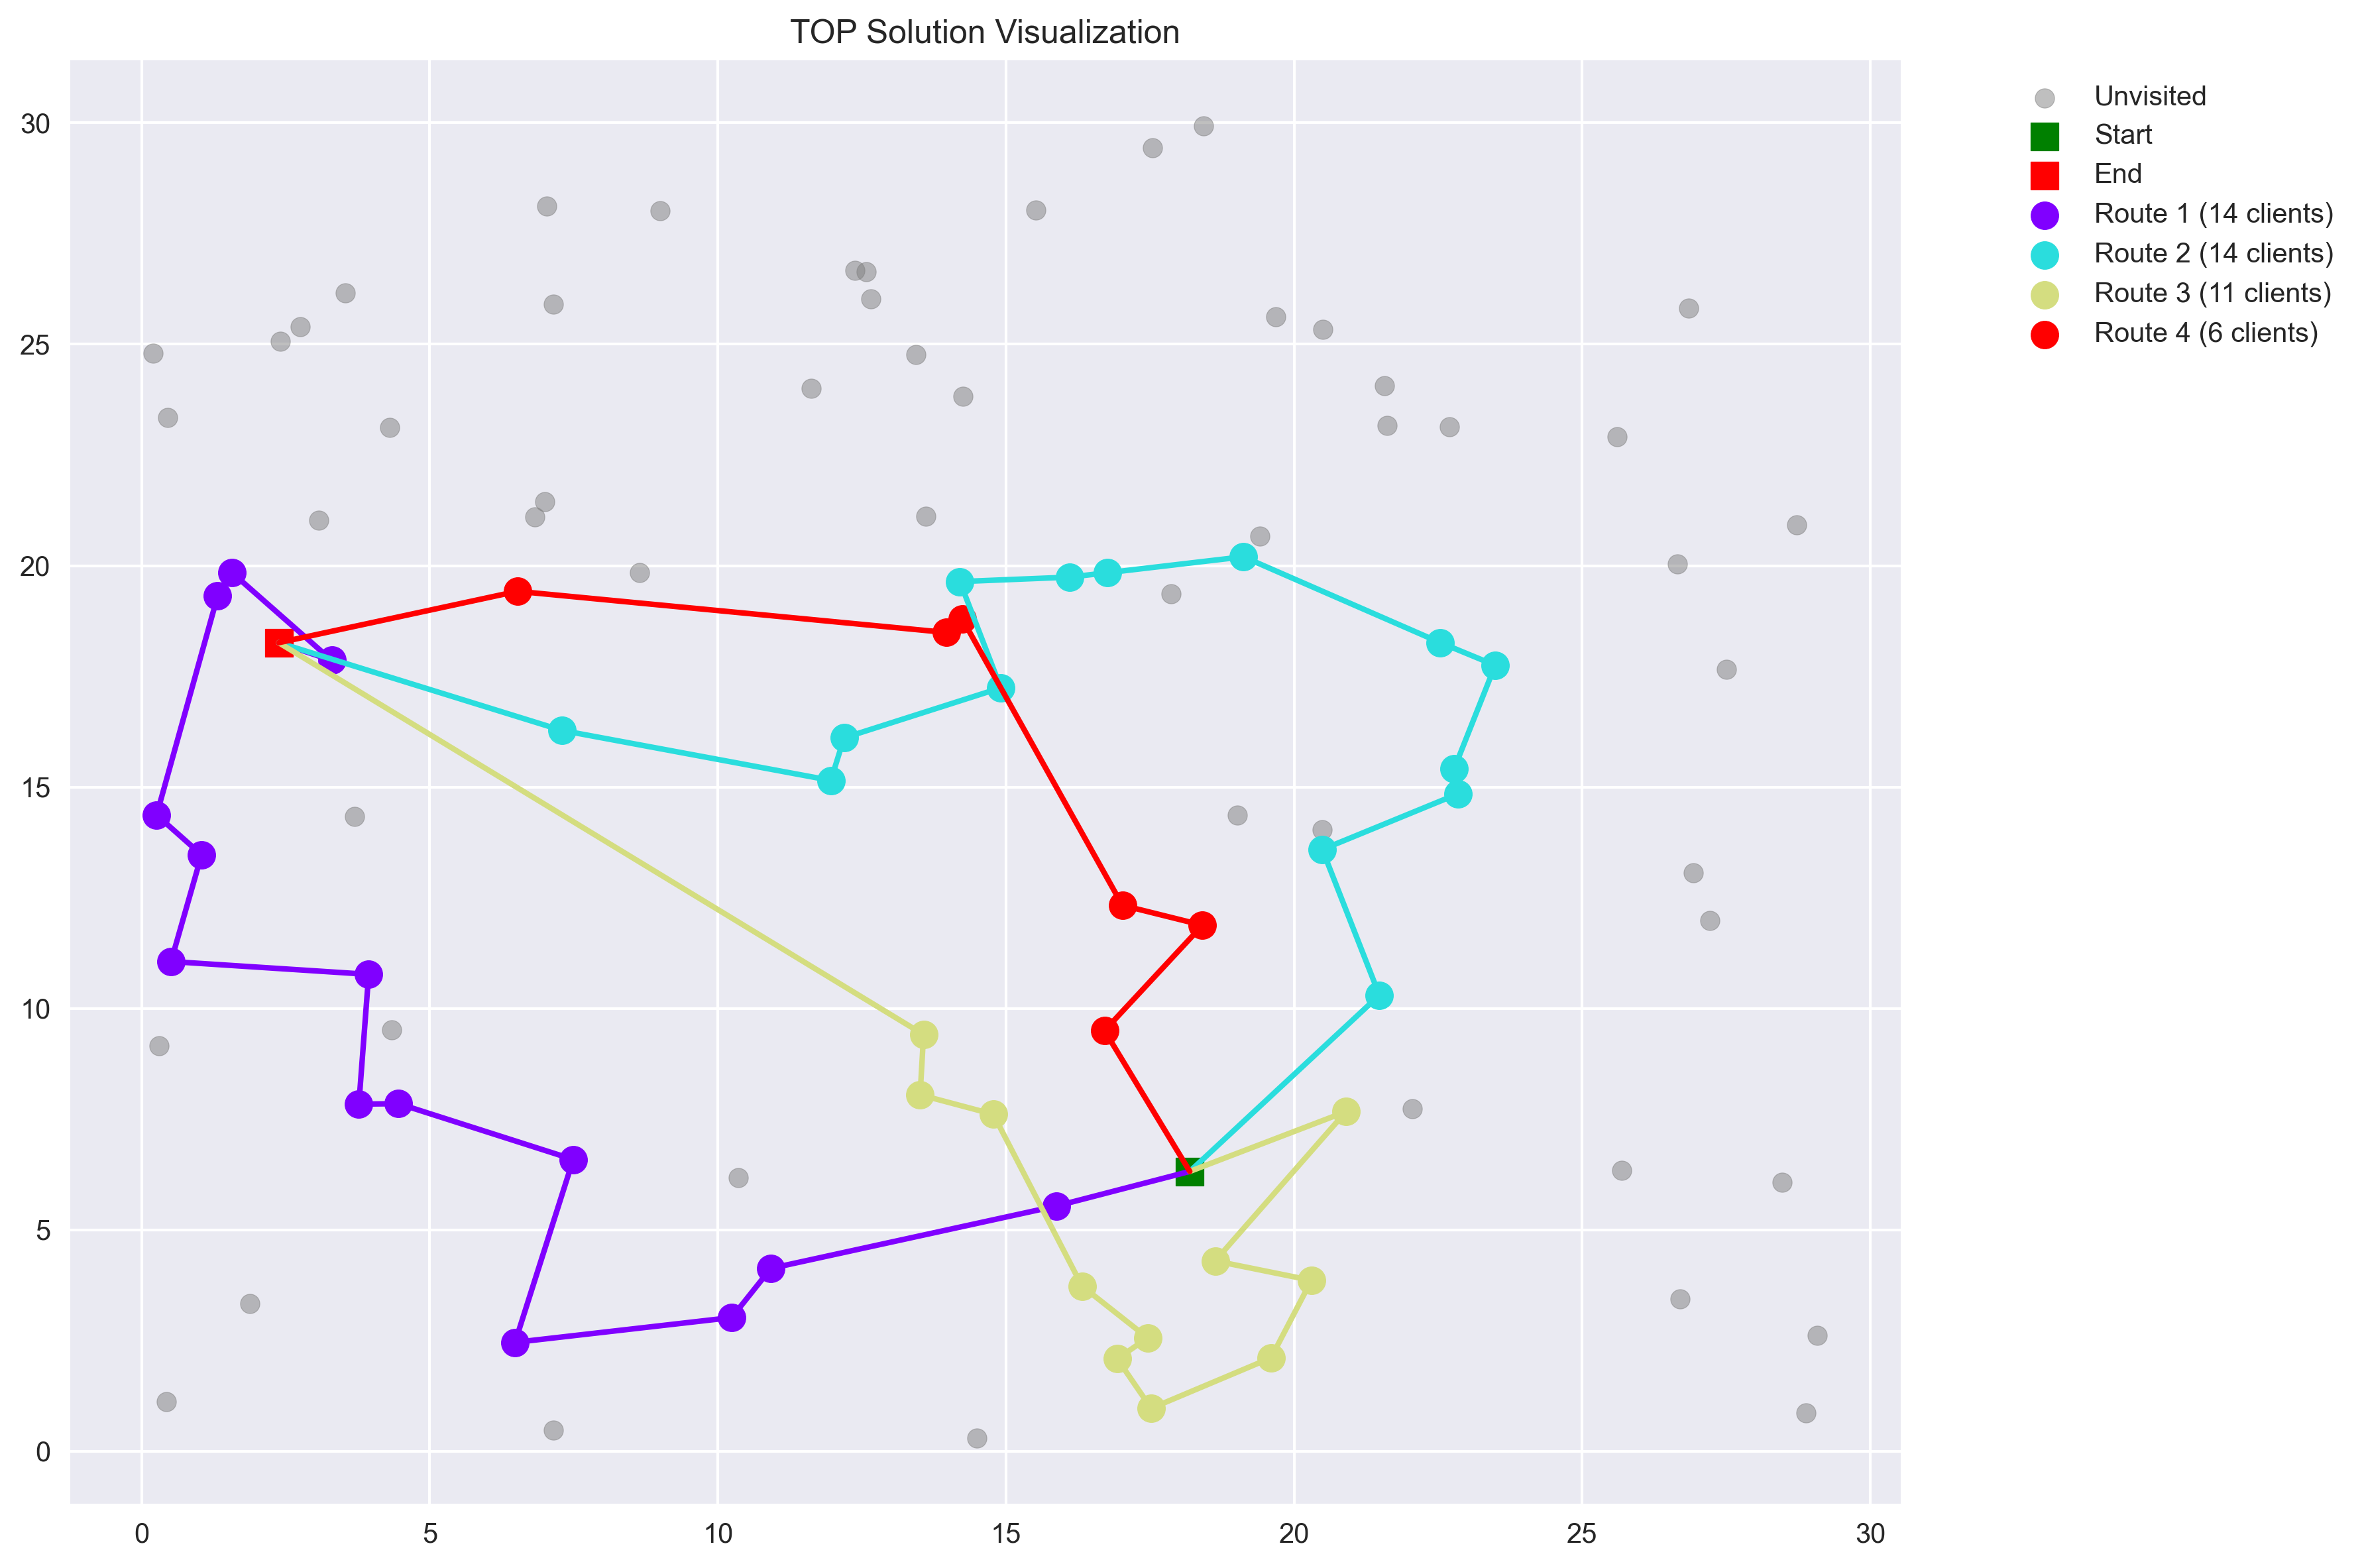 TOP Solution Visualization
30
25
20
15
10
5
0
0 5 10 15 20 25 30
Unvisited
Start
End
Route 1 (14 clients)
Route 2 (14 clients)
Route 3 (11 clients)
Route 4 (6 clients)